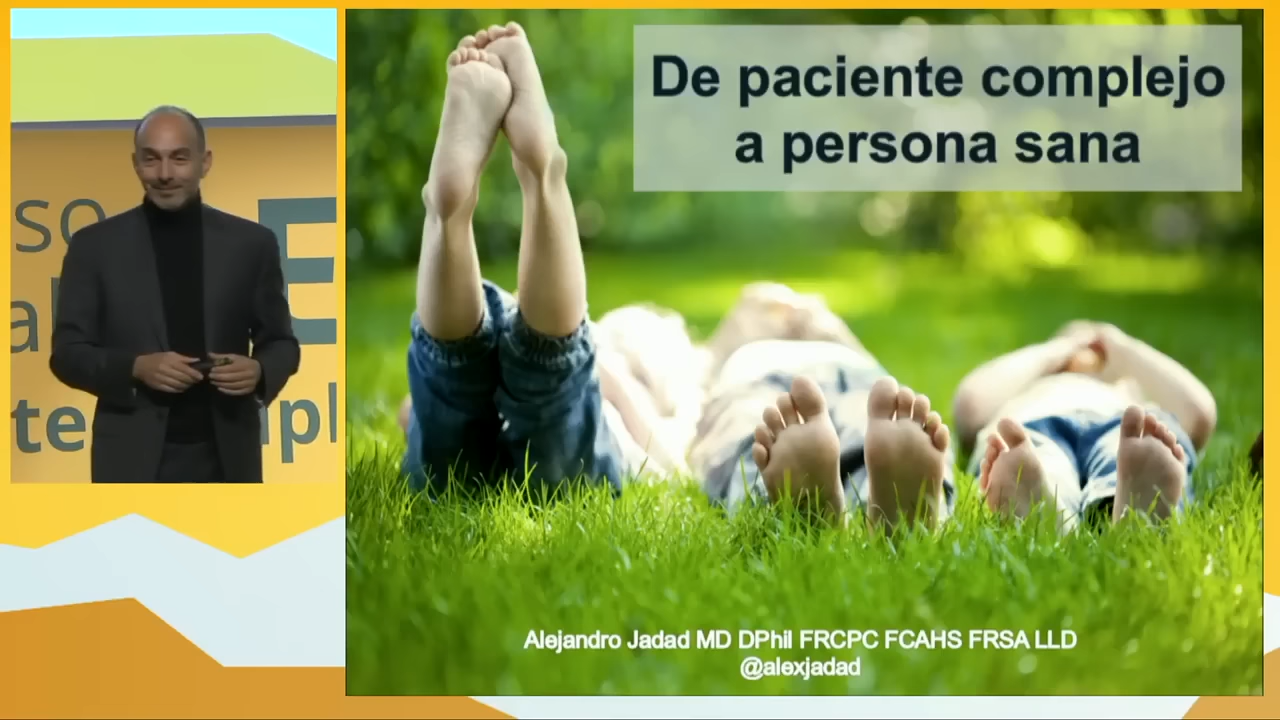 De paciente complejo
a persona sana
Alejandro Jadad MD DPhil FRCPC FCAHS FRSA LLD
@alexjadad